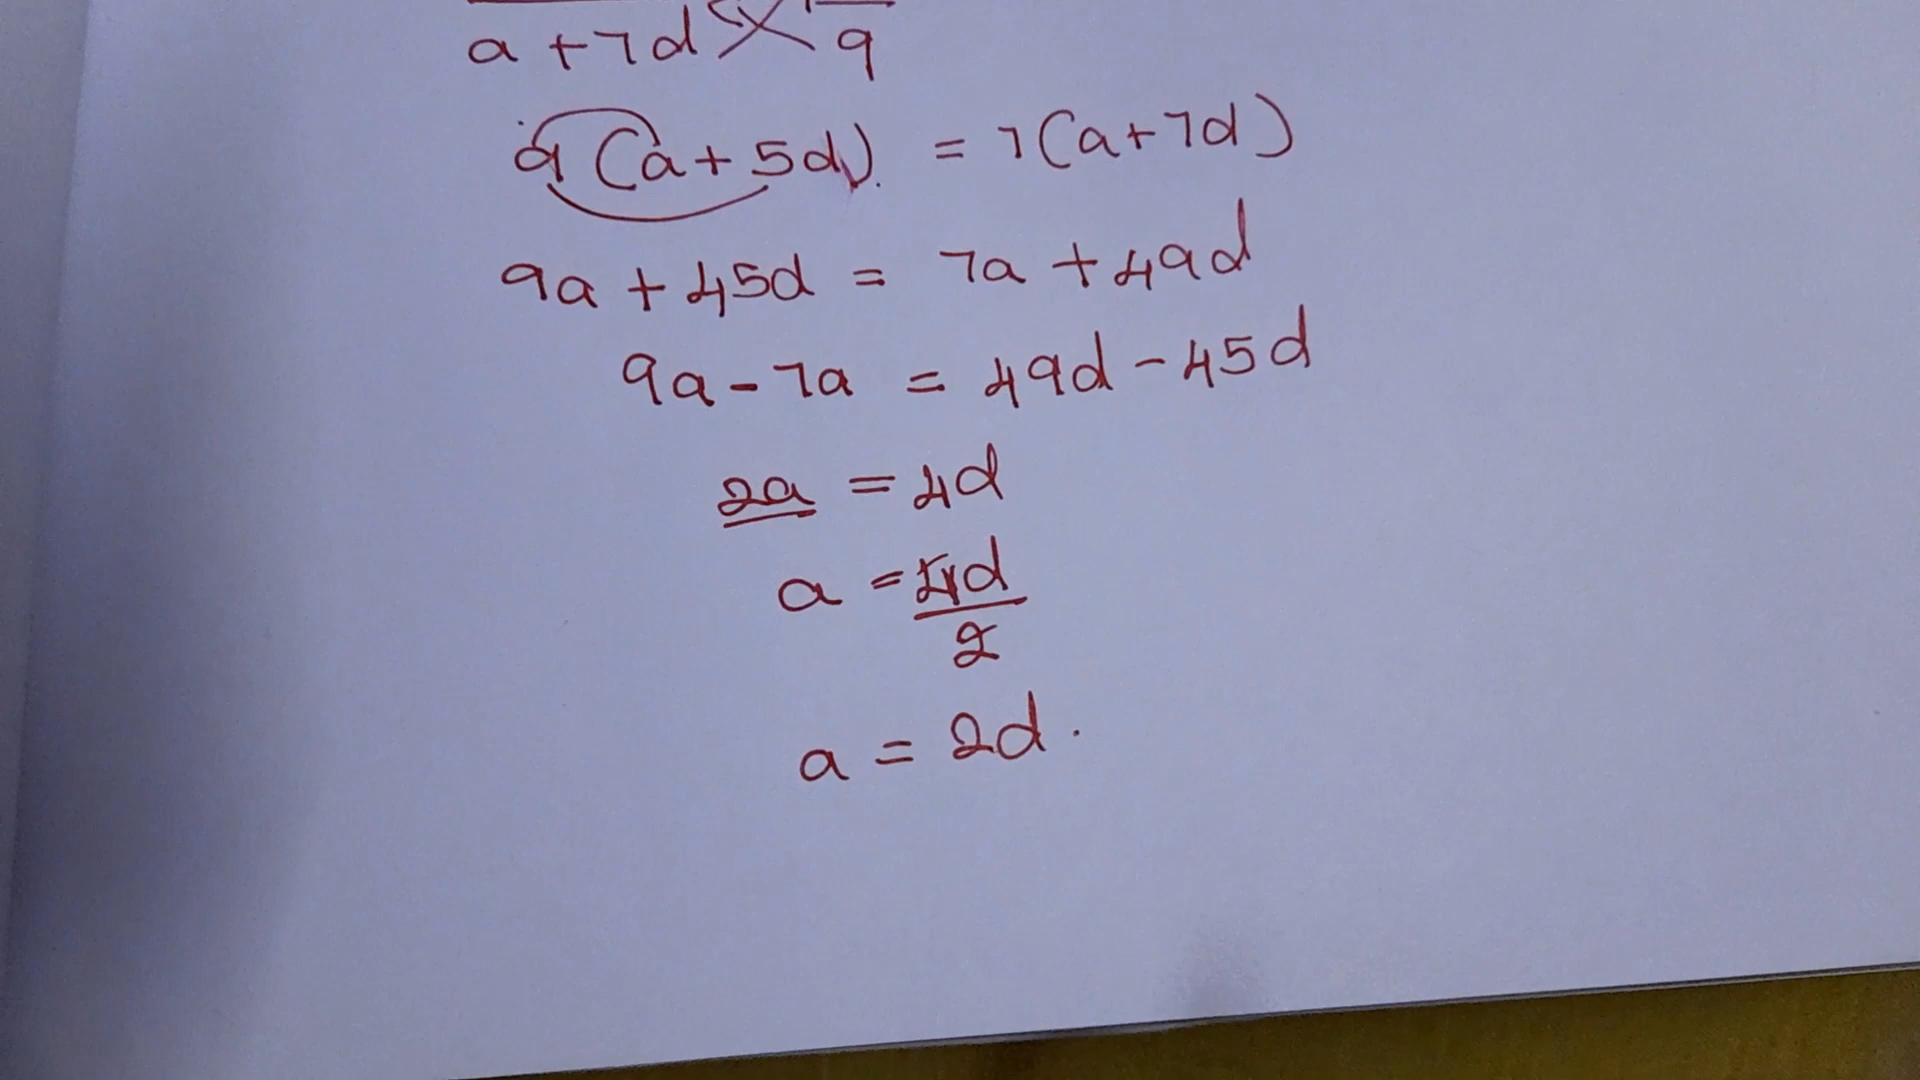 a + 7d 9
9 (a + 5d) = 7(a + 7d)
9a + 45d = 7a + 49d
9a - 7a = 49d - 45d
2a = 4d
a = 4d
2
a = 2d.